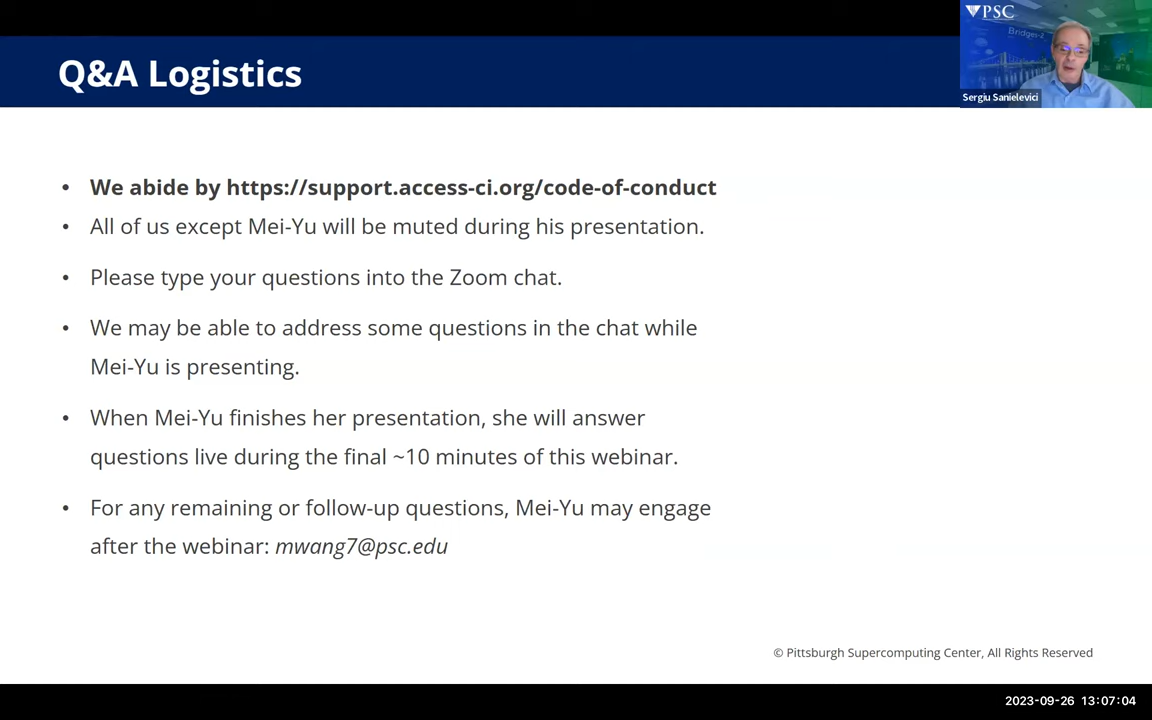 PSC
Bridges-2
Q&A Logistics
Sergiu Sanielevici
• We abide by https://support.access-ci.org/code-of-conduct
• All of us except Mei-Yu will be muted during his presentation.
• Please type your questions into the Zoom chat.
• We may be able to address some questions in the chat while
Mei-Yu is presenting.
• When Mei-Yu finishes her presentation, she will answer
questions live during the final ~10 minutes of this webinar.
• For any remaining or follow-up questions, Mei-Yu may engage
after the webinar: mwang7@psc.edu
© Pittsburgh Supercomputing Center, All Rights Reserved
2023-09-26 13:07:04